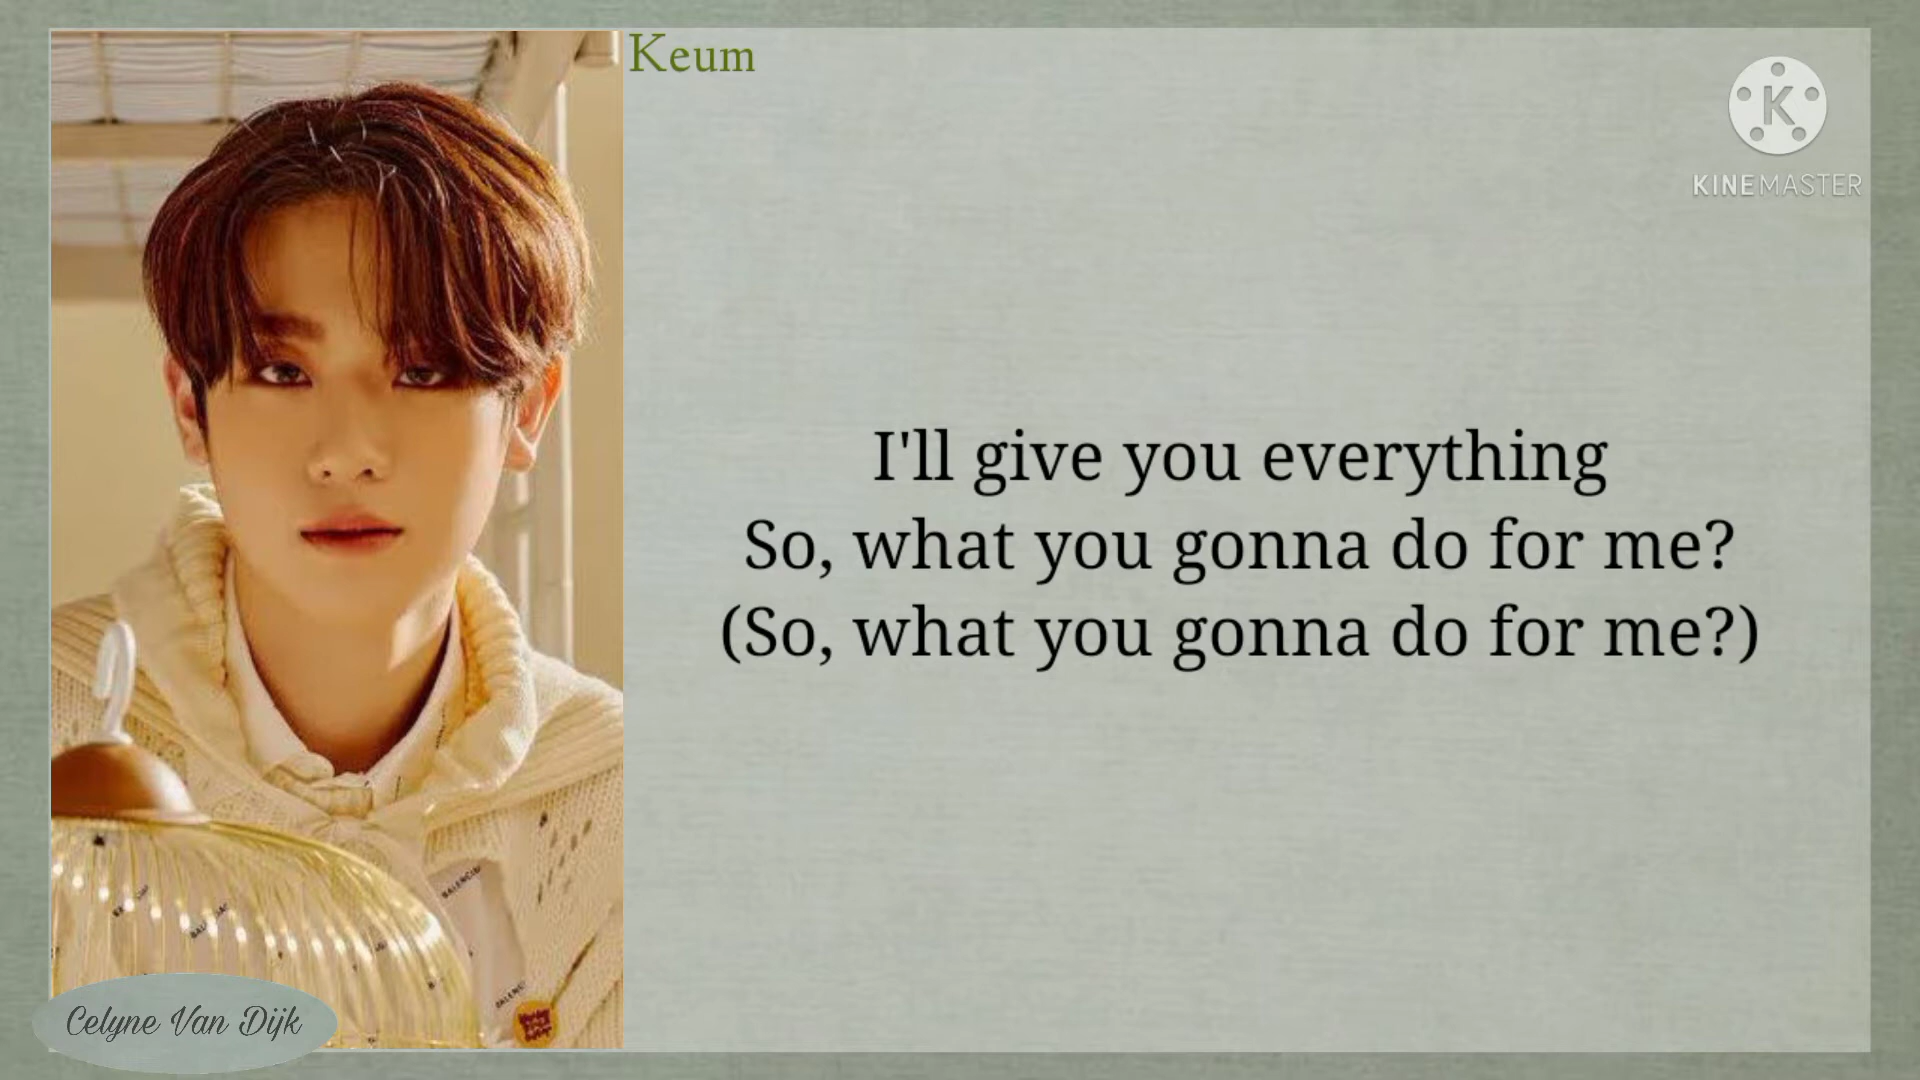 Keum
K
KINEMASTER
I'll give you everything
So, what you gonna do for me?
(So, what you gonna do for me?)
BALENCIA
Celyne Van Dijk